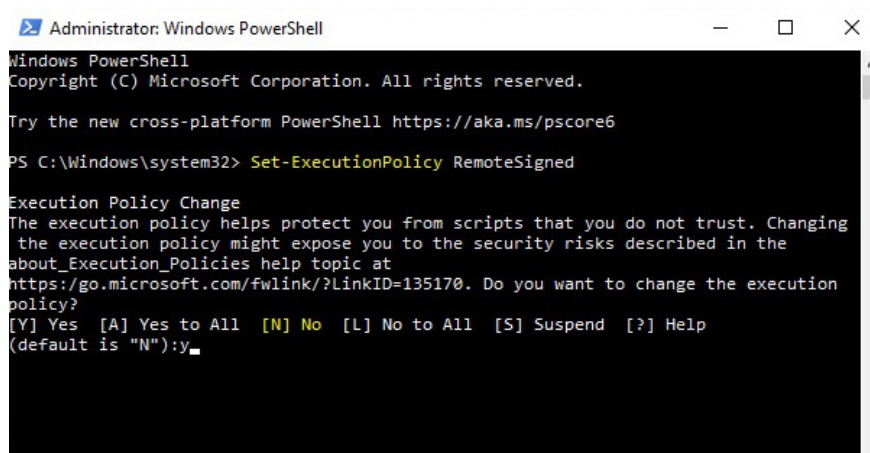 Administrator: Windows PowerShell
Windows PowerShell
Copyright (C) Microsoft Corporation. All rights reserved.
Try the new cross-platform PowerShell https://aka.ms/pscore6
PS C:\Windows\system32> Set-ExecutionPolicy RemoteSigned
Execution Policy Change
The execution policy helps protect you from scripts that you do not trust. Changing
the execution policy might expose you to the security risks described in the
about_Execution_Policies help topic at
https:/go.microsoft.com/fwlink/?LinkID=135170. Do you want to change the execution
policy?
[Y] Yes  [A] Yes to All  [N] No  [L] No to All  [S] Suspend  [?] Help
(default is "N"):y